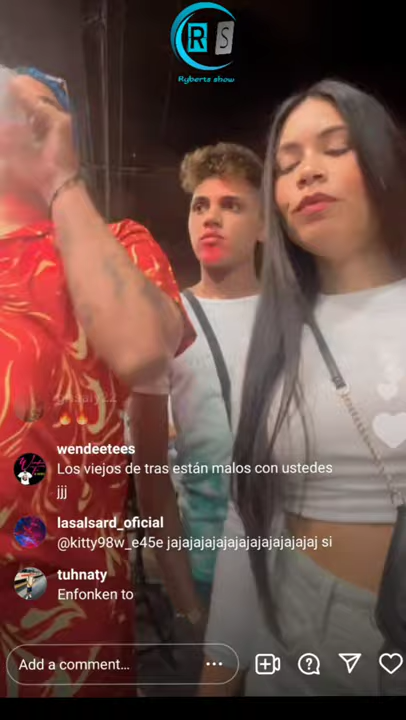 R S
Ryberts show
wendeetees
Los viejos de tras están malos con ustedes
jjj
lasalsard_oficial
@kitty98w_e45e jajajajajajajajajajajajaj si
tuhnaty
Enfonken to
Add a comment...